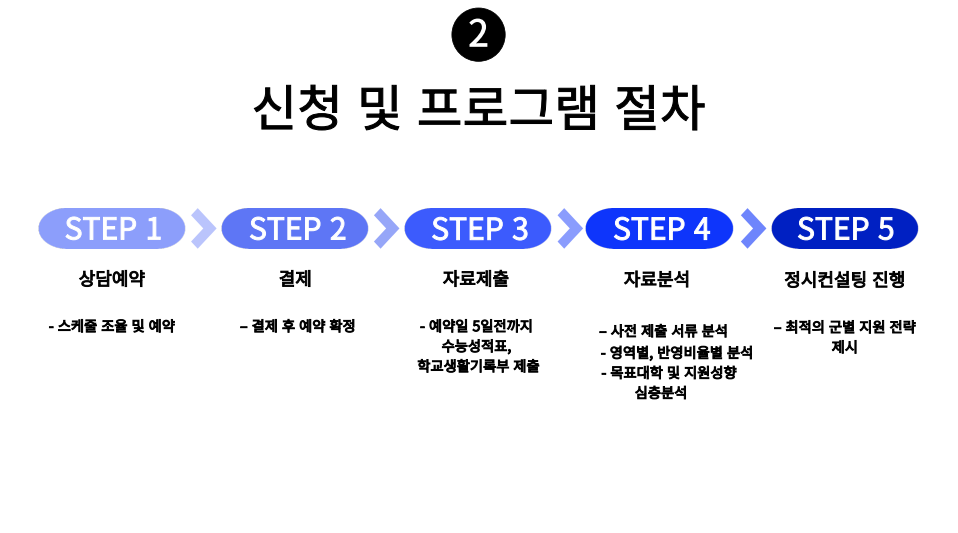 2
신청 및 프로그램 절차
STEP 1
상담예약
- 스케줄 조율 및 예약
STEP 2
결제
– 결제 후 예약 확정
STEP 3
자료제출
- 예약일 5일전까지
수능성적표,
학교생활기록부 제출
STEP 4
자료분석
– 사전 제출 서류 분석
- 영역별, 반영비율별 분석
- 목표대학 및 지원성향
심층분석
STEP 5
정시컨설팅 진행
– 최적의 군별 지원 전략
제시